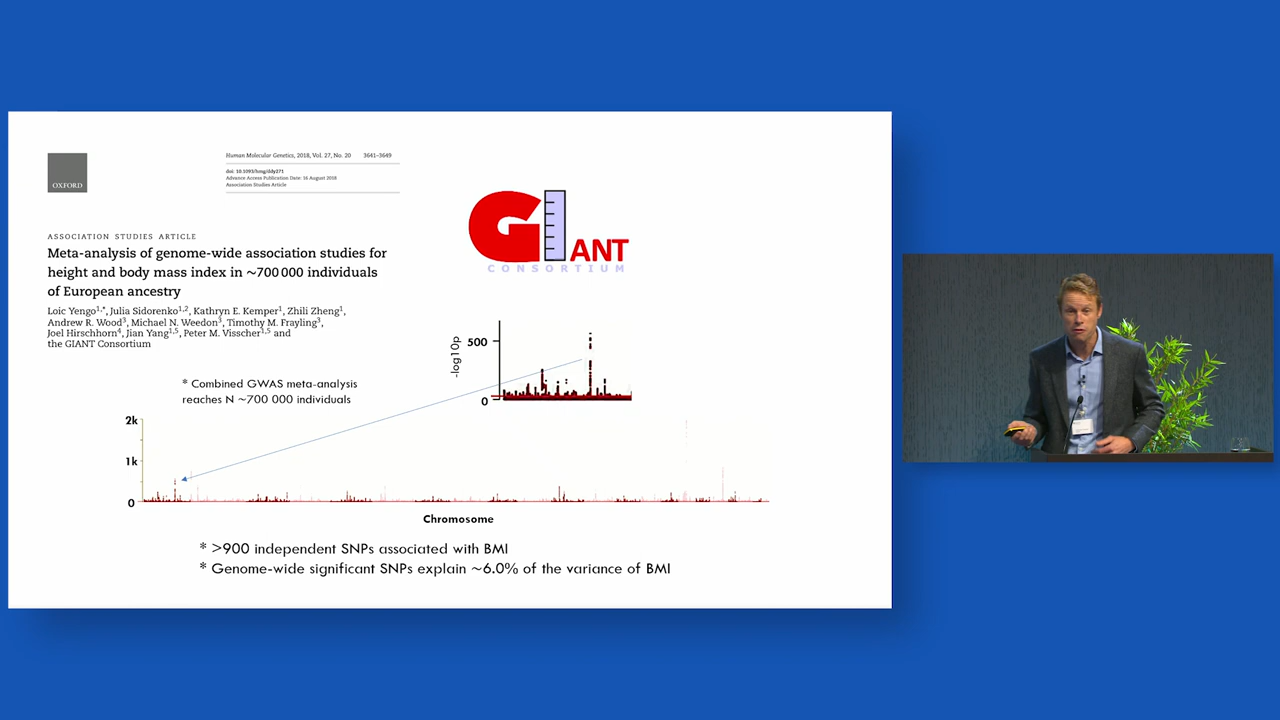 OXFORD
Human Molecular Genetics, 2018, Vol. 27, No. 20 3641–3649
doi: 10.1093/hmg/ddy271
Advance Access Publication Date: 16 August 2018
Association Studies Article
ASSOCIATION STUDIES ARTICLE
Meta-analysis of genome-wide association studies for
height and body mass index in ~700 000 individuals
of European ancestry
Loic Yengo1,*, Julia Sidorenko1,2, Kathryn E. Kemper1, Zhili Zheng1,
Andrew R. Wood3, Michael N. Weedon3, Timothy M. Frayling3,
Joel Hirschhorn4, Jian Yang1,5, Peter M. Visscher1,5 and
the GIANT Consortium
GIANT
CONSORTIUM
* Combined GWAS meta-analysis
reaches N ~700 000 individuals
-log10p
500
0
2k
1k
0
Chromosome
* >900 independent SNPs associated with BMI
* Genome-wide significant SNPs explain ~6.0% of the variance of BMI